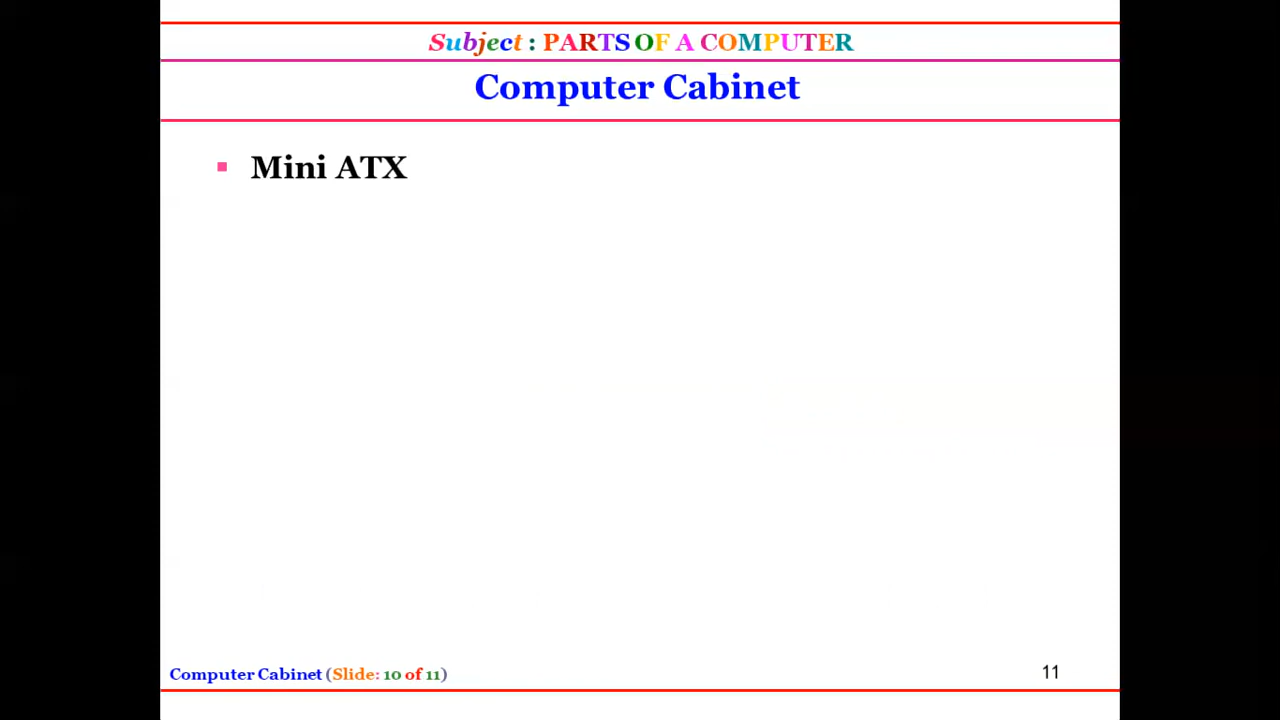 Subject : PARTS OF A COMPUTER
Computer Cabinet
▪ Mini ATX
Computer Cabinet (Slide: 10 of 11)
11